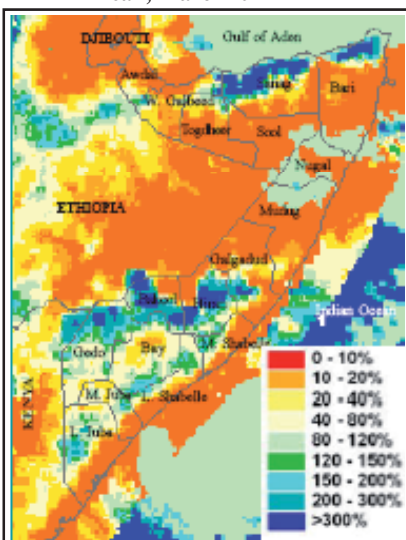 DJIBOUTI
Gulf of Aden
Awdal
Sanag
Bari
W. Galbeed
Togdheer
Sool
Nugal
ETHIOPIA
Mudug
Galgadud
Bakool
Hiran
Indian Ocean
Gedo
Bay
M. Shabelle
KENYA
M. Juba
L. Shabelle
L. Juba
0 - 10%
10 - 20%
20 - 40%
40 - 80%
80 - 120%
120 - 150%
150 - 200%
200 - 300%
>300%